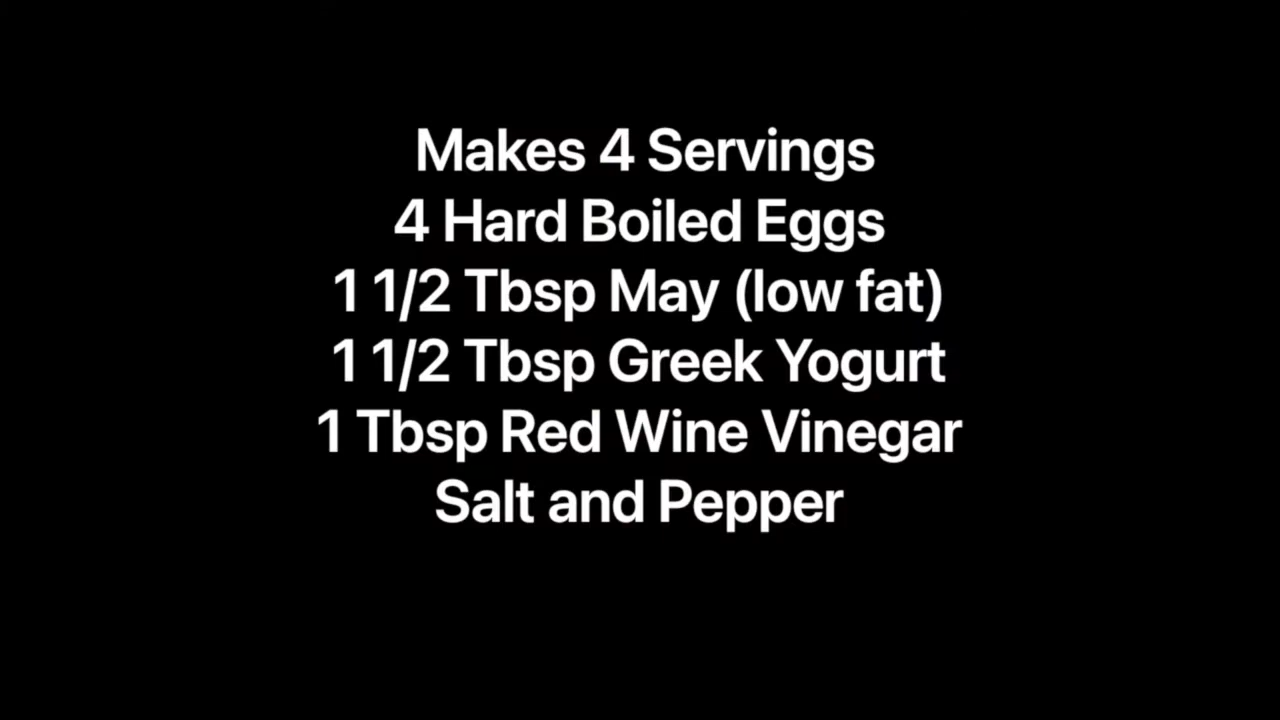 Makes 4 Servings
4 Hard Boiled Eggs
1 1/2 Tbsp May (low fat)
1 1/2 Tbsp Greek Yogurt
1 Tbsp Red Wine Vinegar
Salt and Pepper